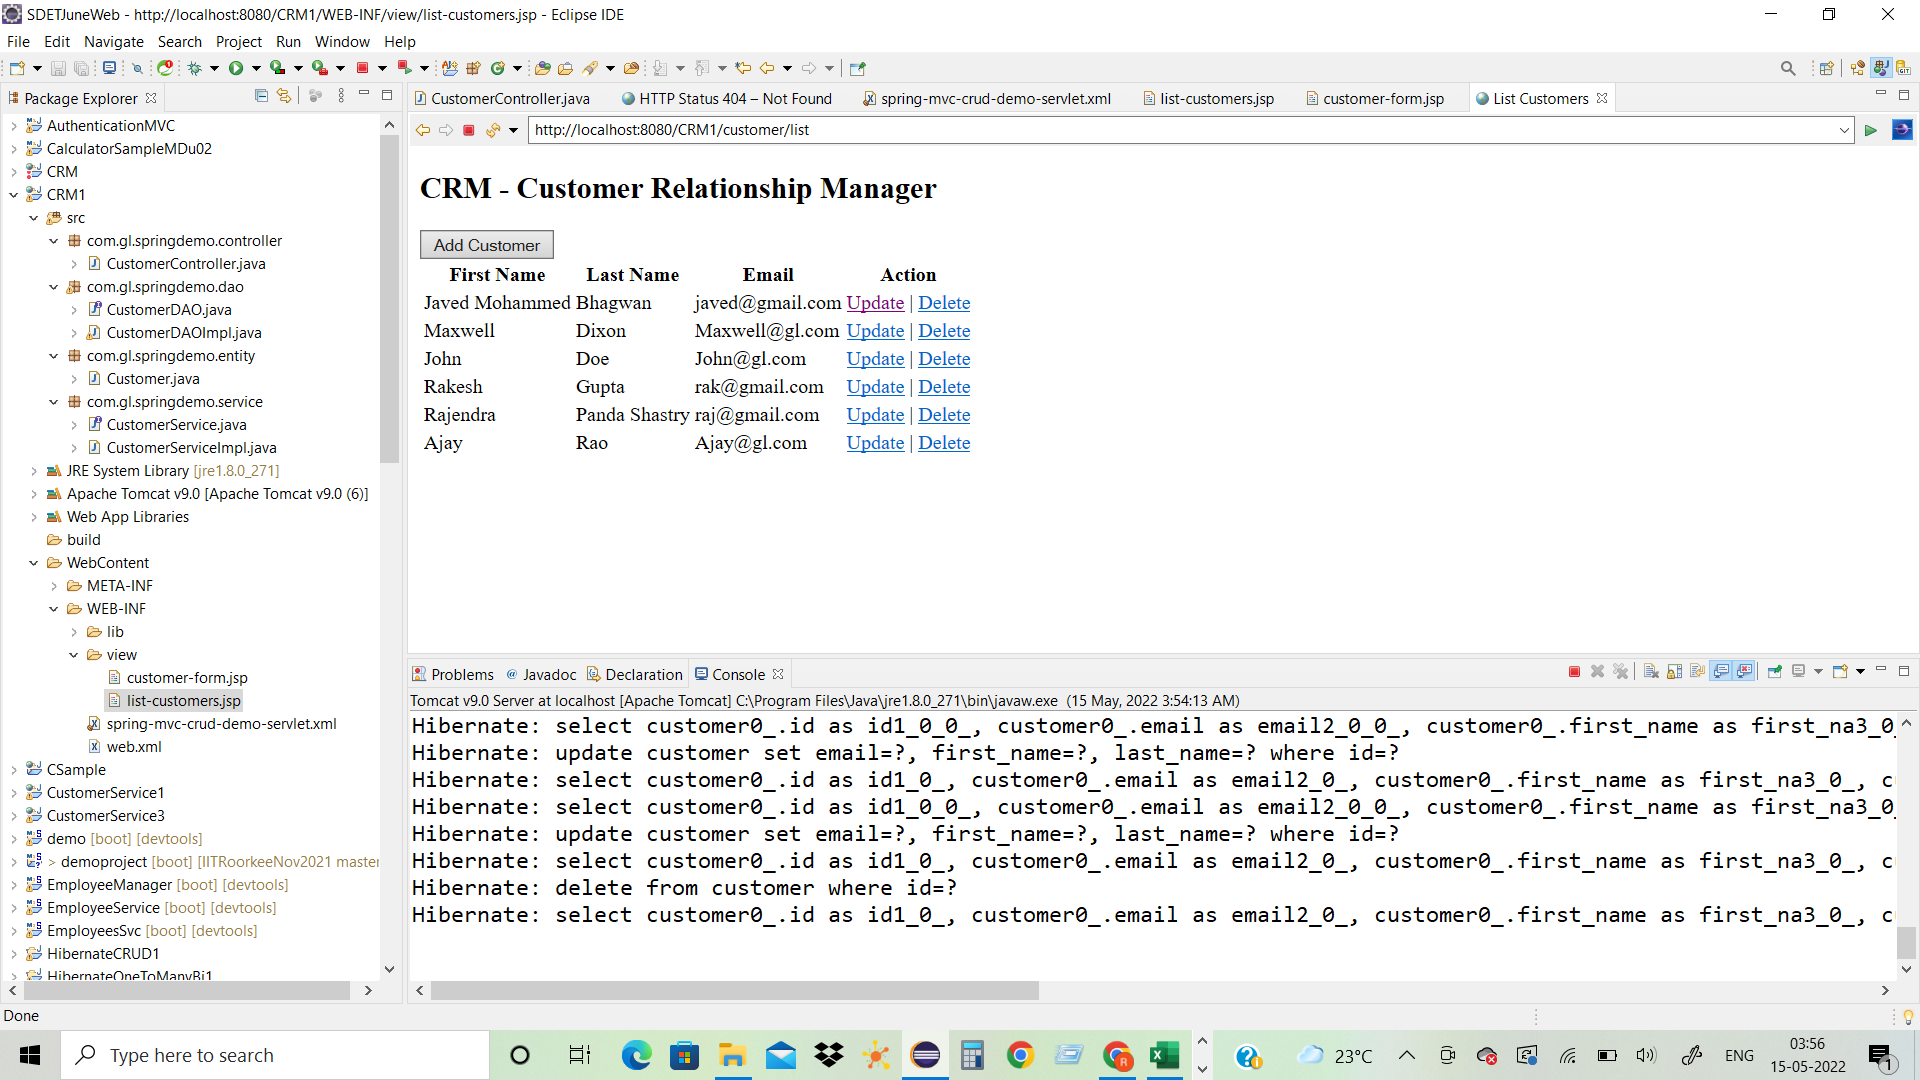 SDETJuneWeb - http://localhost:8080/CRM1/WEB-INF/view/list-customers.jsp - Eclipse IDE
File Edit Navigate Search Project Run Window Help
Package Explorer
AuthenticationMVC
CalculatorSampleMDu02
CRM
CRM1
src
com.gl.springdemo.controller
CustomerController.java
com.gl.springdemo.dao
CustomerDAO.java
CustomerDAOImpl.java
com.gl.springdemo.entity
Customer.java
com.gl.springdemo.service
CustomerService.java
CustomerServiceImpl.java
JRE System Library [jre1.8.0_271]
Apache Tomcat v9.0 [Apache Tomcat v9.0 (6)]
Web App Libraries
build
WebContent
META-INF
WEB-INF
lib
view
customer-form.jsp
list-customers.jsp
spring-mvc-crud-demo-servlet.xml
web.xml
CSample
CustomerService1
CustomerService3
demo [boot] [devtools]
> demoproject [boot] [IITRoorkeeNov2021 master
EmployeeManager [boot] [devtools]
EmployeeService [boot] [devtools]
EmployeesSvc [boot] [devtools]
HibernateCRUD1
HibernateOneToManyBi1
CustomerController.java HTTP Status 404 – Not Found spring-mvc-crud-demo-servlet.xml list-customers.jsp customer-form.jsp List Customers
http://localhost:8080/CRM1/customer/list
CRM - Customer Relationship Manager
Add Customer
First Name Last Name Email Action
Javed Mohammed Bhagwan javed@gmail.com Update | Delete
Maxwell Dixon Maxwell@gl.com Update | Delete
John Doe John@gl.com Update | Delete
Rakesh Gupta rak@gmail.com Update | Delete
Rajendra Panda Shastry raj@gmail.com Update | Delete
Ajay Rao Ajay@gl.com Update | Delete
Problems Javadoc Declaration Console
Tomcat v9.0 Server at localhost [Apache Tomcat] C:\Program Files\Java\jre1.8.0_271\bin\javaw.exe (15 May, 2022 3:54:13 AM)
Hibernate: select customer0_.id as id1_0_0_, customer0_.email as email2_0_0_, customer0_.first_name as first_na3_0_
Hibernate: update customer set email=?, first_name=?, last_name=? where id=?
Hibernate: select customer0_.id as id1_0_, customer0_.email as email2_0_, customer0_.first_name as first_na3_0_, c
Hibernate: select customer0_.id as id1_0_0_, customer0_.email as email2_0_0_, customer0_.first_name as first_na3_0_
Hibernate: update customer set email=?, first_name=?, last_name=? where id=?
Hibernate: select customer0_.id as id1_0_, customer0_.email as email2_0_, customer0_.first_name as first_na3_0_, c
Hibernate: delete from customer where id=?
Hibernate: select customer0_.id as id1_0_, customer0_.email as email2_0_, customer0_.first_name as first_na3_0_, c
Done
Type here to search
23°C
ENG
03:56
15-05-2022
1